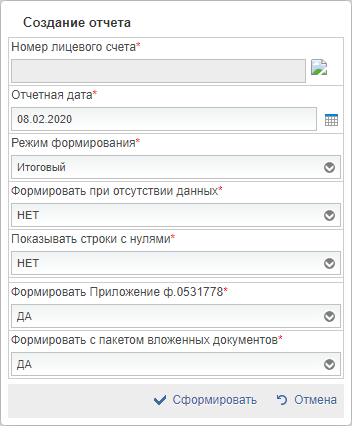 Создание отчета
Номер лицевого счета*
Отчетная дата*
08.02.2020
Режим формирования*
Итоговый
Формировать при отсутствии данных*
НЕТ
Показывать строки с нулями*
НЕТ
Формировать Приложение ф.0531778*
ДА
Формировать с пакетом вложенных документов*
ДА
Сформировать Отмена